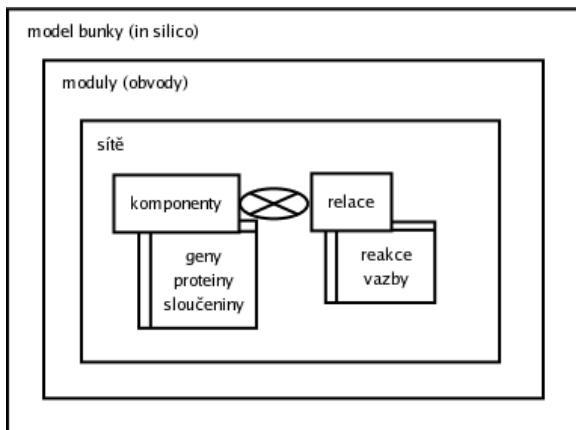 model bunky (in silico)
moduly (obvody)
sítě
komponenty
relace
geny
proteiny
sloučeniny
reakce
vazby